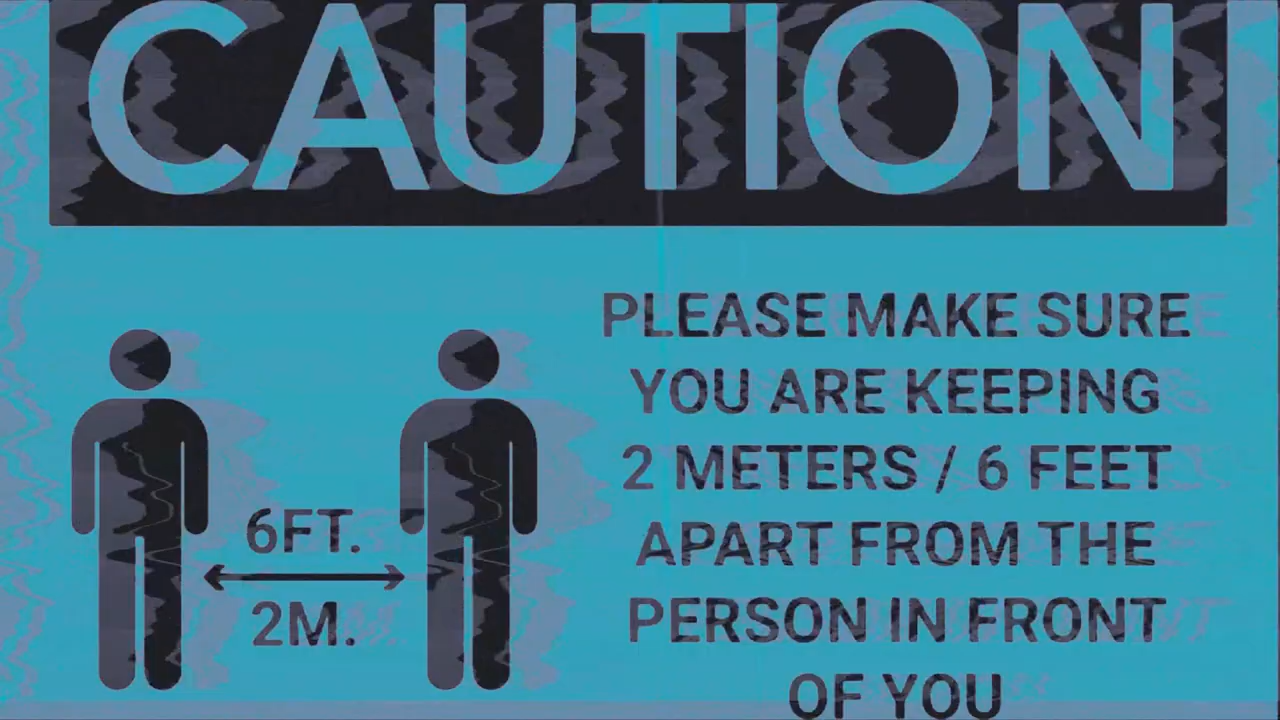 CAUTION
PLEASE MAKE SURE
YOU ARE KEEPING
2 METERS / 6 FEET
APART FROM THE
PERSON IN FRONT
OF YOU
6FT.
2M.